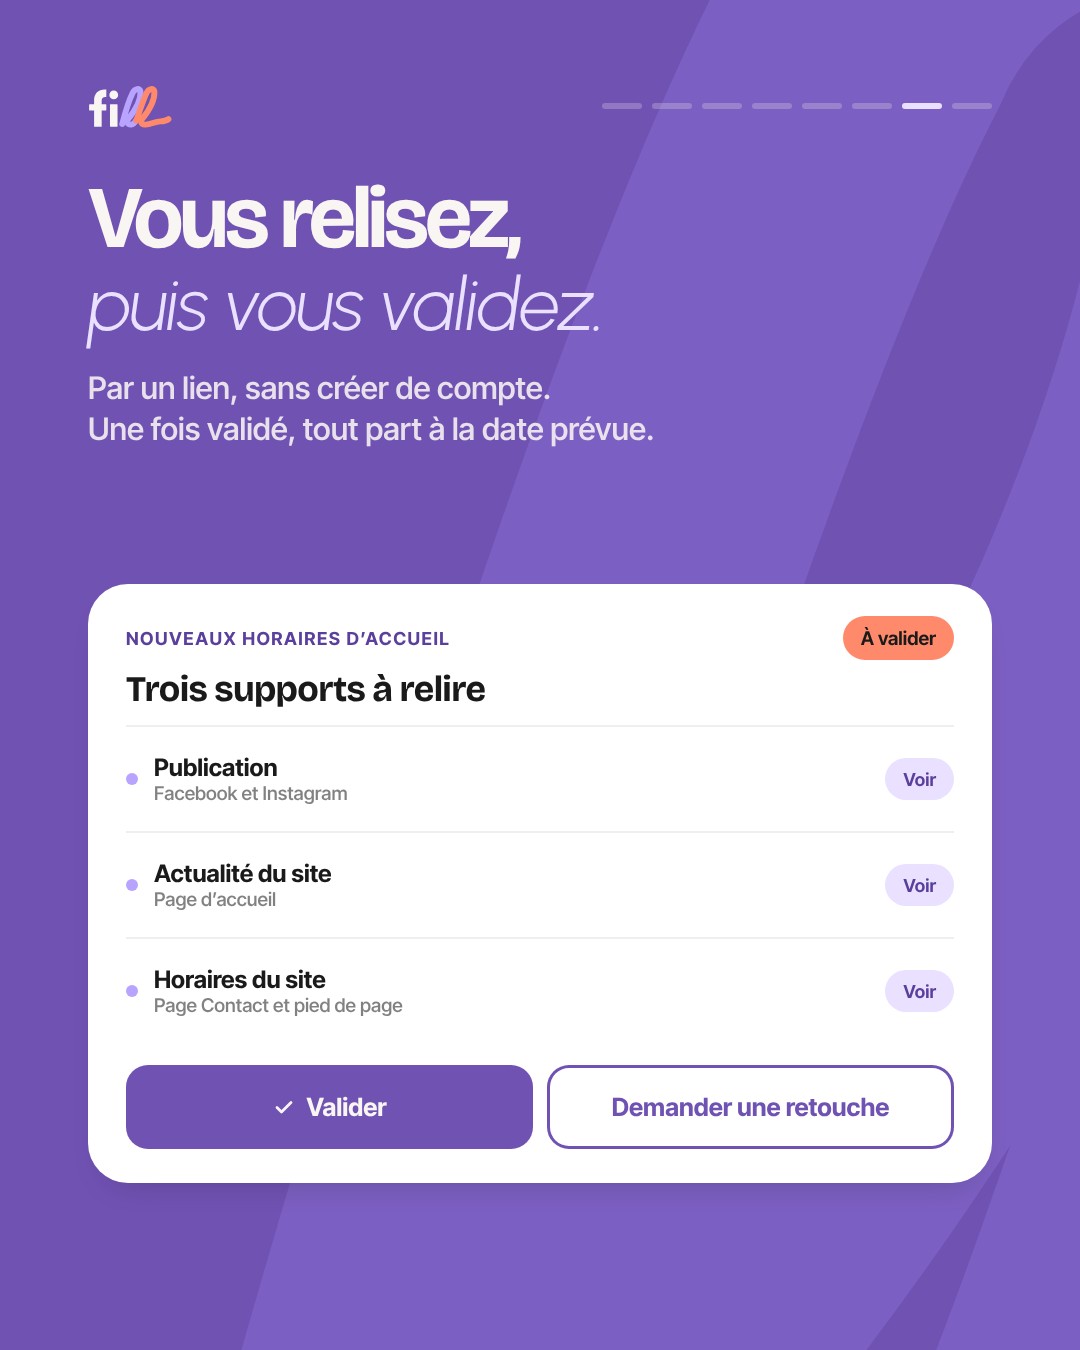 fill
Vous relisez,
puis vous validez.
Par un lien, sans créer de compte.
Une fois validé, tout part à la date prévue.
NOUVEAUX HORAIRES D’ACCUEIL
À valider
Trois supports à relire
Publication
Facebook et Instagram
Voir
Actualité du site
Page d’accueil
Voir
Horaires du site
Page Contact et pied de page
Voir
Valider
Demander une retouche